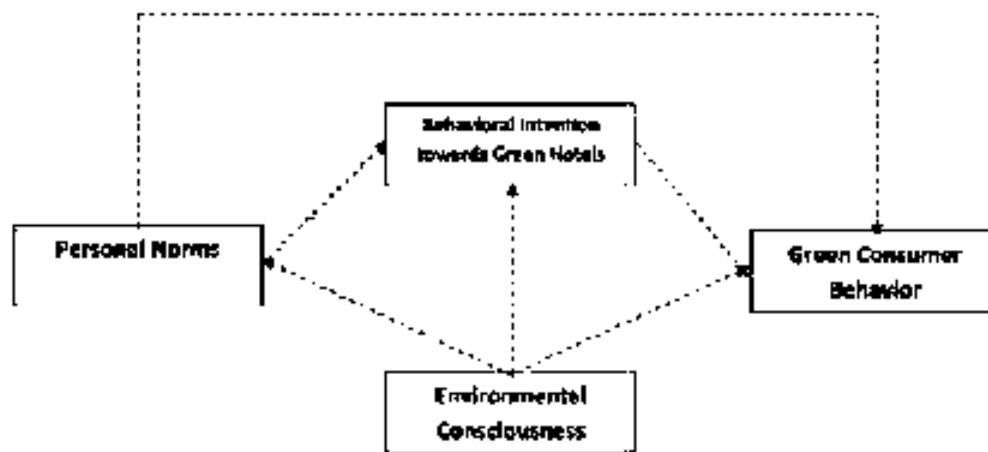 Behavioral Intention
towards Green Hotels
Personal Norms
Green Consumer
Behavior
Environmental
Consciousness